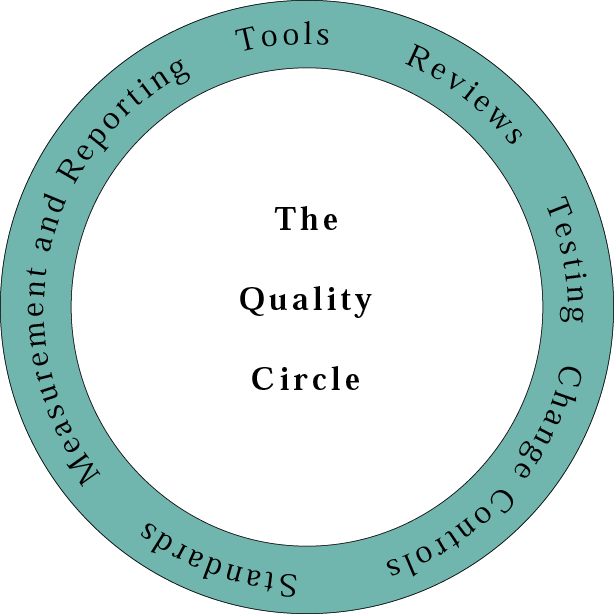 Tools
Reviews
Testing
Change Controls
Standards
Measurement and Reporting
The
Quality
Circle